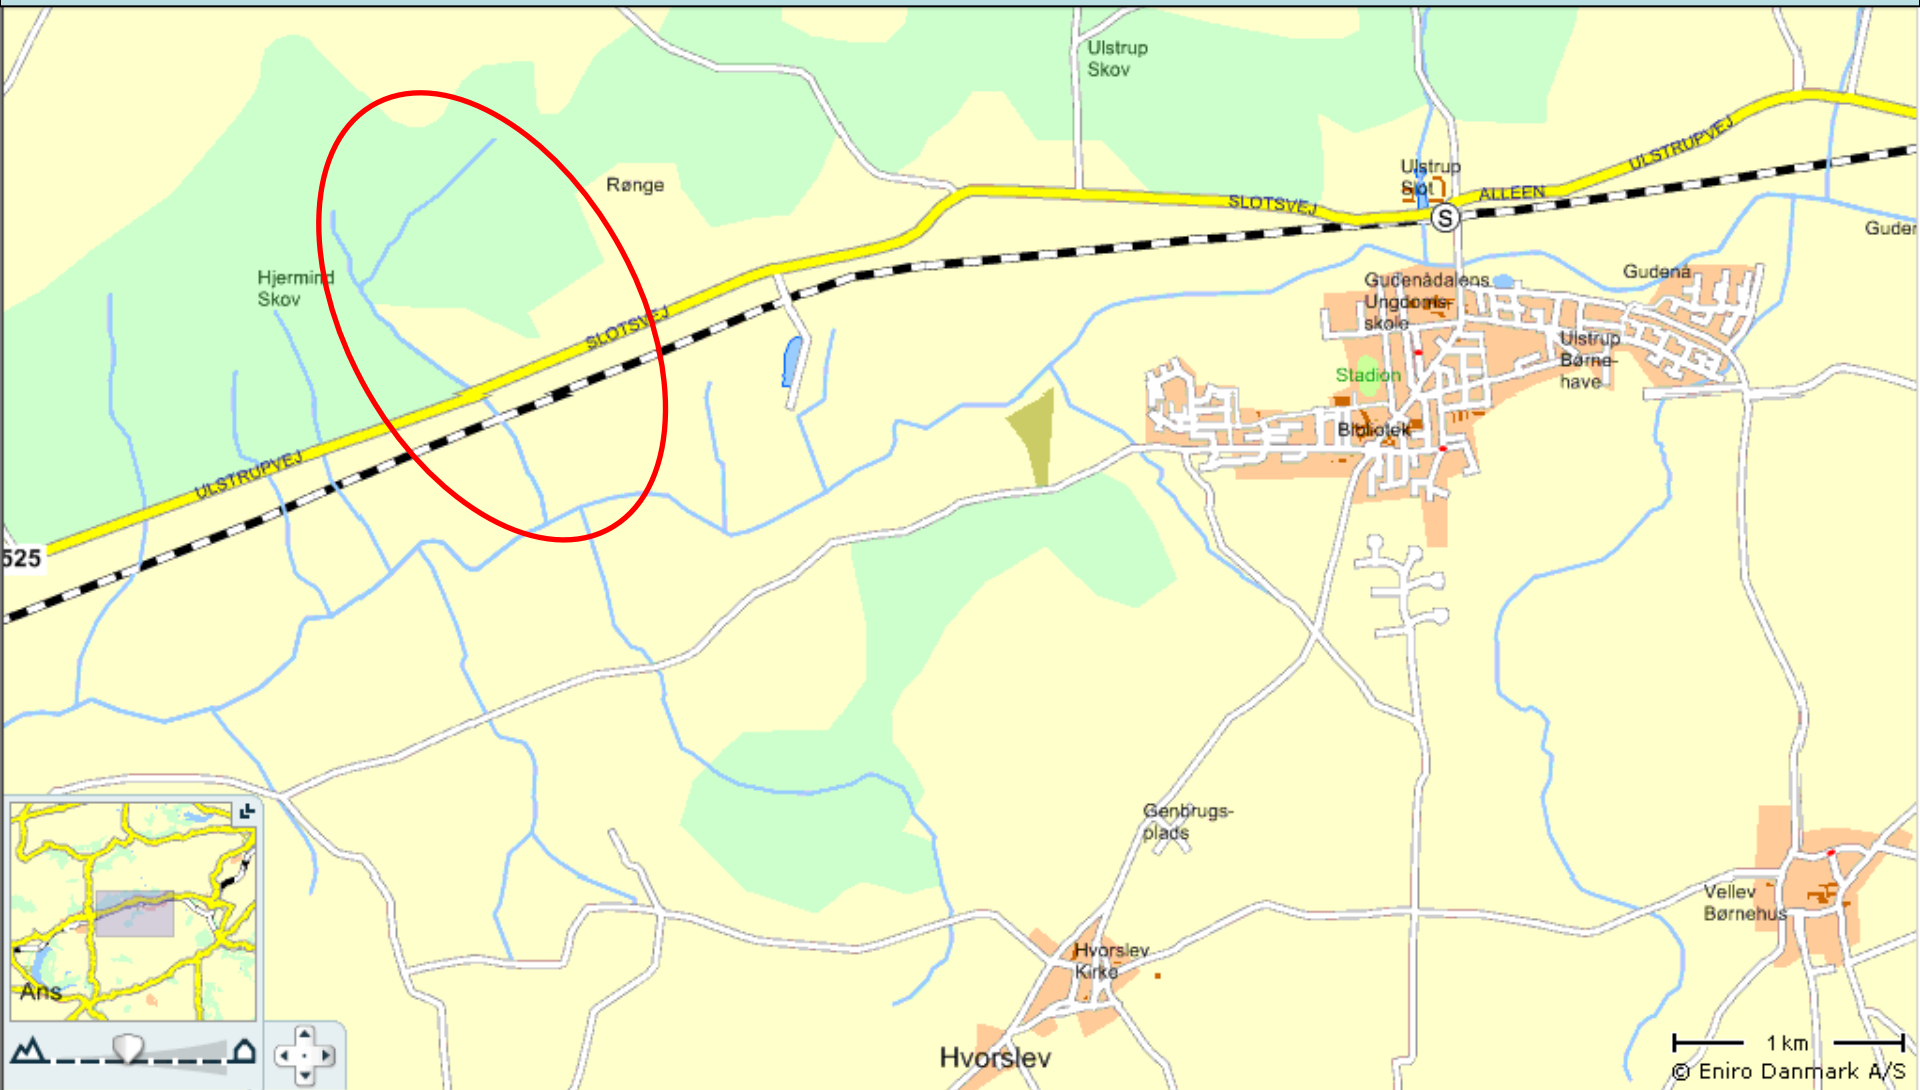 Ulstrup
Skov
ULSTRUPVEJ
Ulstrup
Slot
Rønge
ALLEEN
SLOTSVEJ
S
Guder
Hjermind
Skov
Gudenådalens
Ungdoms-
skole
Gudenå
SLOTSVEJ
Ulstrup
Børne-
have
Stadion
Bibliotek
ULSTRUPVEJ
525
Genbrugs-
plads
Vellev
Børnehus
Hvorslev
Kirke
Ans
Hvorslev
1 km
© Eniro Danmark A/S